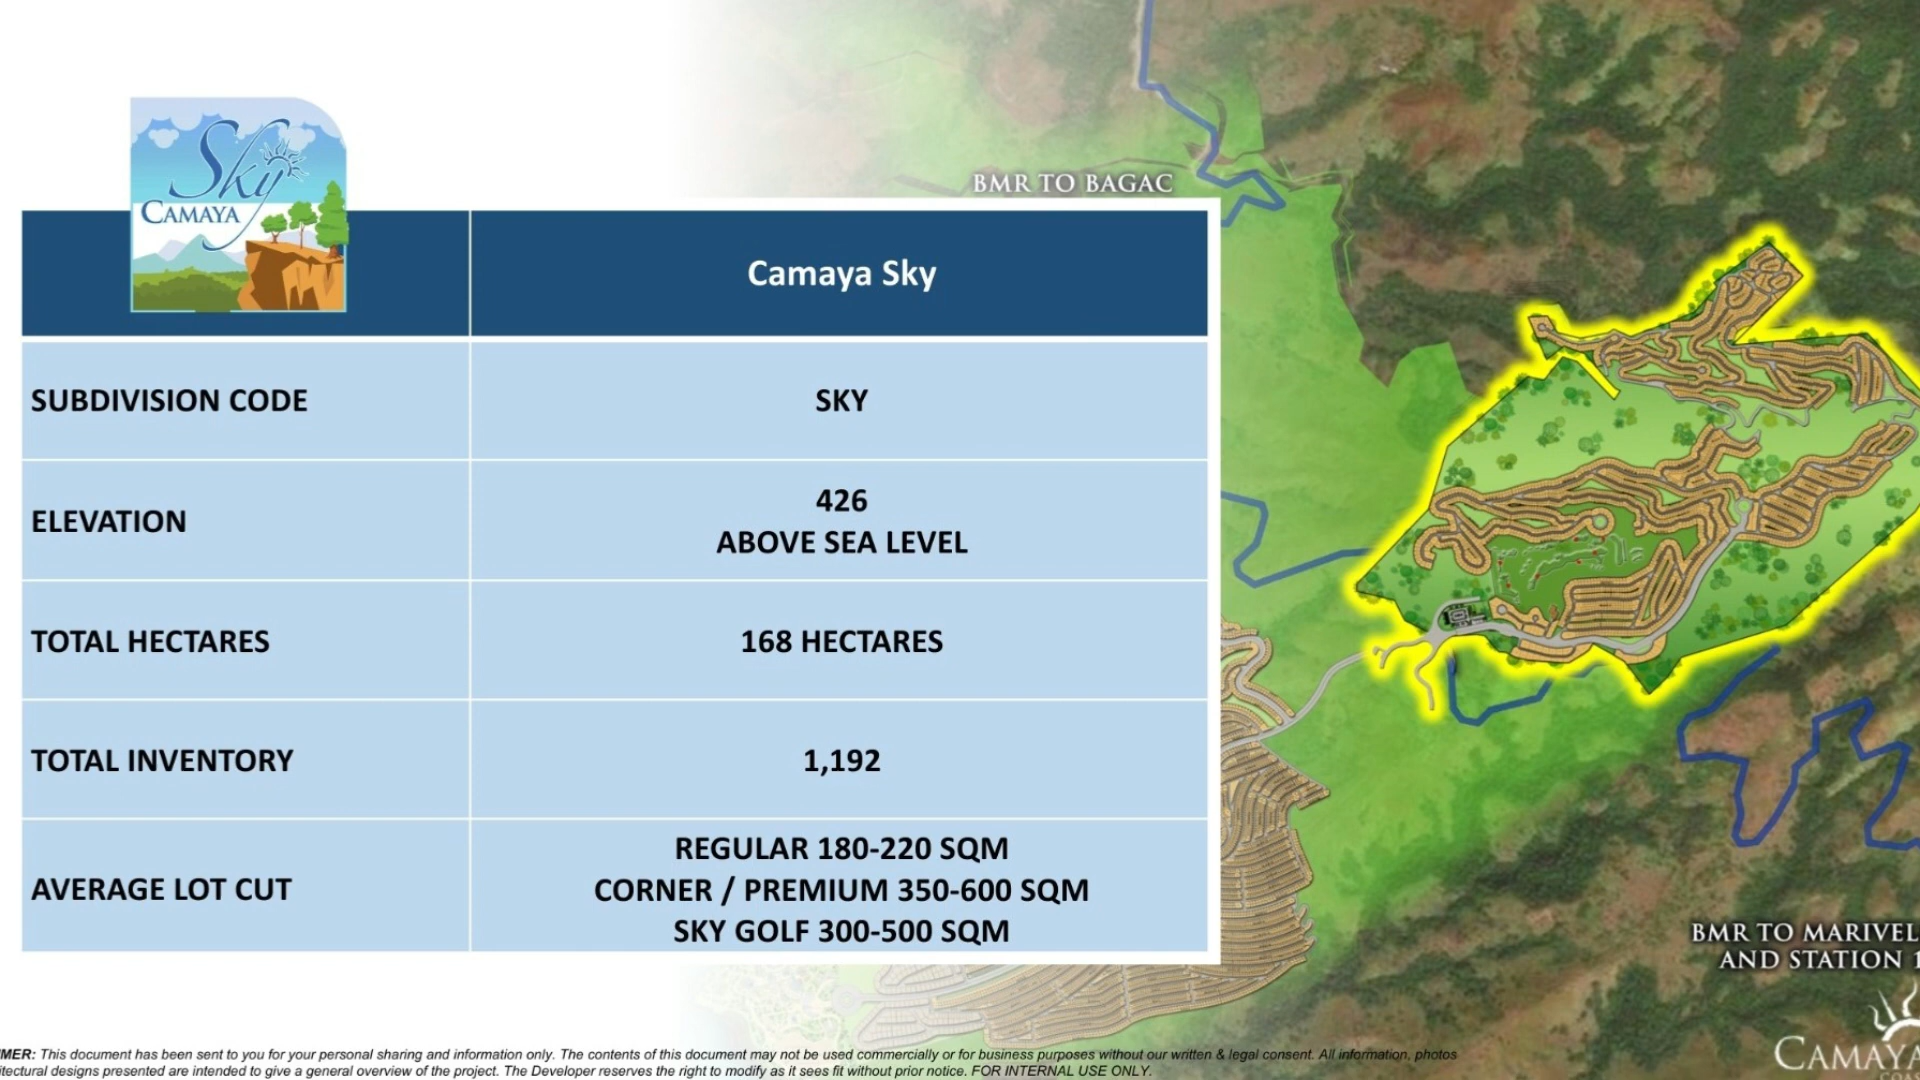 BMR TO BAGAC
Sky
CAMAYA
Camaya Sky
SUBDIVISION CODE
SKY
ELEVATION
426
ABOVE SEA LEVEL
TOTAL HECTARES
168 HECTARES
TOTAL INVENTORY
1,192
AVERAGE LOT CUT
REGULAR 180-220 SQM
CORNER / PREMIUM 350-600 SQM
SKY GOLF 300-500 SQM
BMR TO MARIVEL
AND STATION 1
CAMAYA
COAS
MER: This document has been sent to you for your personal sharing and information only. The contents of this document may not be used commercially or for business purposes without our written & legal consent. All information, photos
itectural designs presented are intended to give a general overview of the project. The Developer reserves the right to modify as it sees fit without prior notice. FOR INTERNAL USE ONLY.